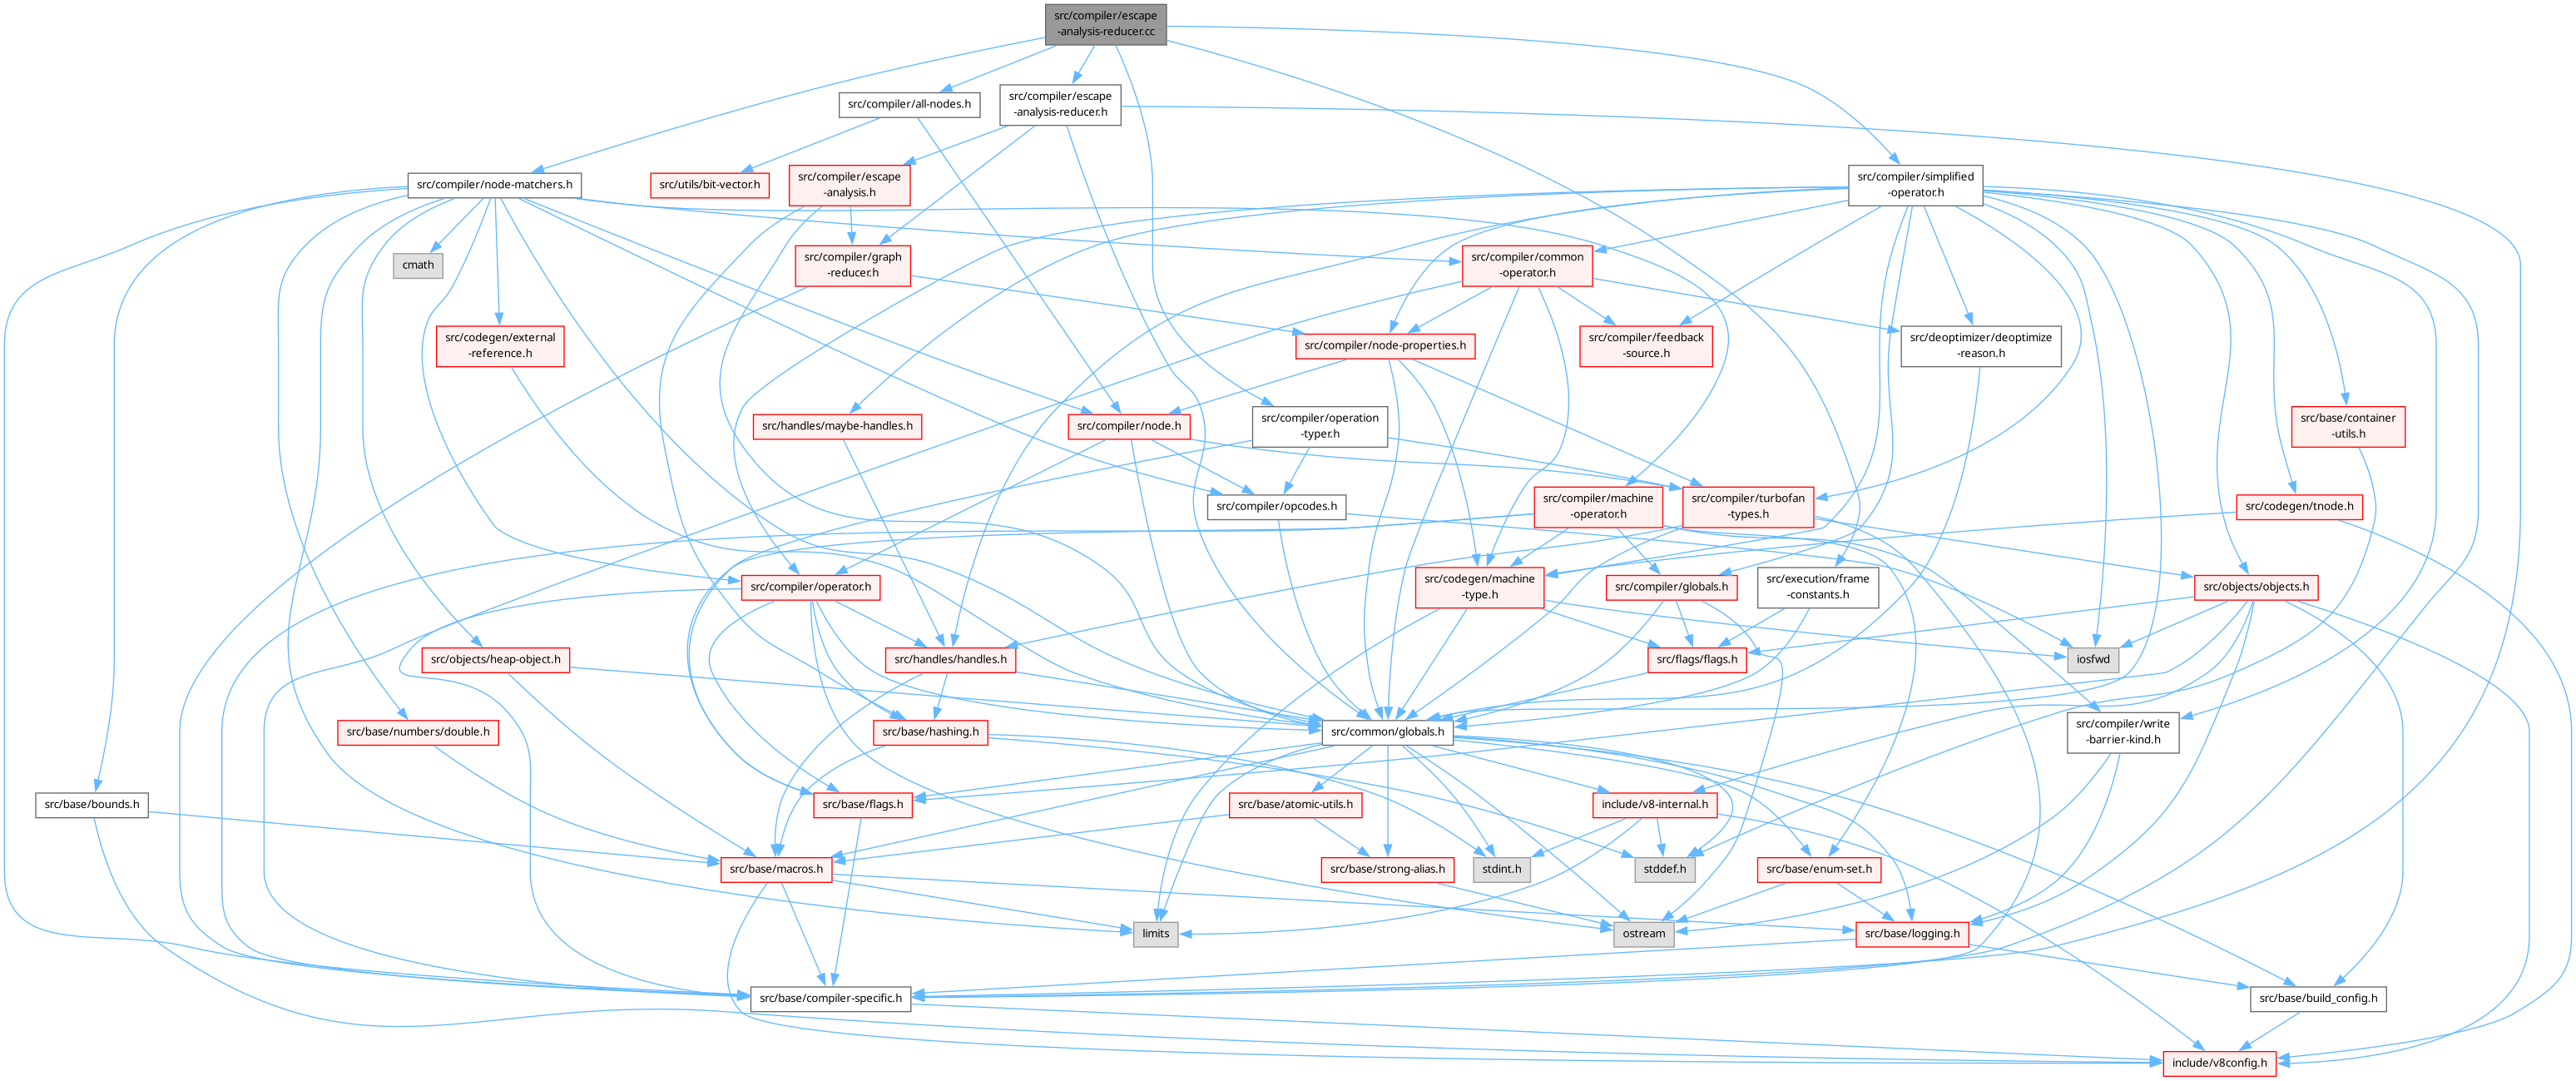 src/compiler/escape
-analysis-reducer.cc
src/compiler/all-nodes.h
src/compiler/escape
-analysis-reducer.h
src/compiler/node-matchers.h
src/utils/bit-vector.h
src/compiler/escape
-analysis.h
src/compiler/simplified
-operator.h
cmath
src/compiler/graph
-reducer.h
src/compiler/common
-operator.h
src/codegen/external
-reference.h
src/compiler/node-properties.h
src/compiler/feedback
-source.h
src/deoptimizer/deoptimize
-reason.h
src/handles/maybe-handles.h
src/compiler/node.h
src/compiler/operation
-typer.h
src/base/container
-utils.h
src/compiler/opcodes.h
src/compiler/machine
-operator.h
src/compiler/turbofan
-types.h
src/codegen/tnode.h
src/compiler/operator.h
src/codegen/machine
-type.h
src/compiler/globals.h
src/execution/frame
-constants.h
src/objects/objects.h
src/objects/heap-object.h
src/handles/handles.h
src/flags/flags.h
iosfwd
src/base/numbers/double.h
src/base/hashing.h
src/common/globals.h
src/compiler/write
-barrier-kind.h
src/base/bounds.h
src/base/flags.h
src/base/atomic-utils.h
include/v8-internal.h
src/base/macros.h
src/base/strong-alias.h
stdint.h
stddef.h
src/base/enum-set.h
limits
ostream
src/base/logging.h
src/base/compiler-specific.h
src/base/build_config.h
include/v8config.h